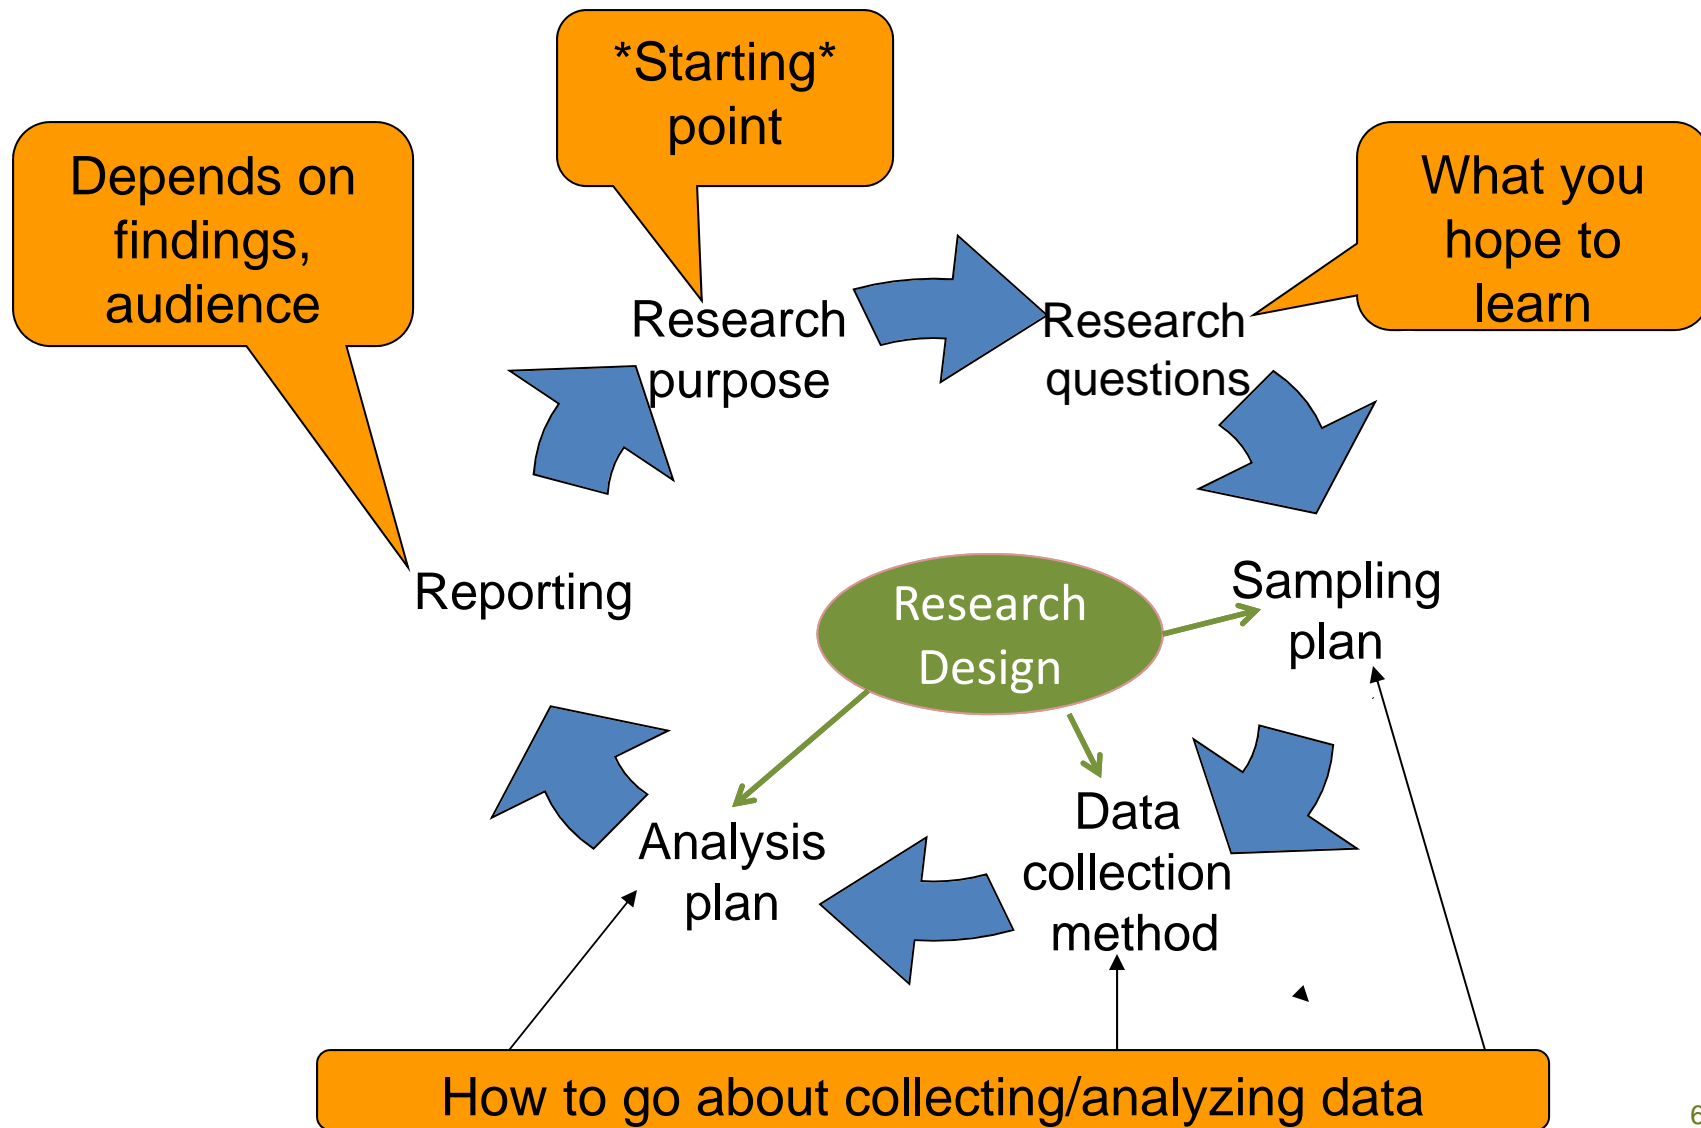 *Starting*
point
Depends on
findings,
audience
What you
hope to
learn
Research
purpose
Research
questions
Reporting
Research
Design
Sampling
plan
Analysis
plan
Data
collection
method
How to go about collecting/analyzing data
6